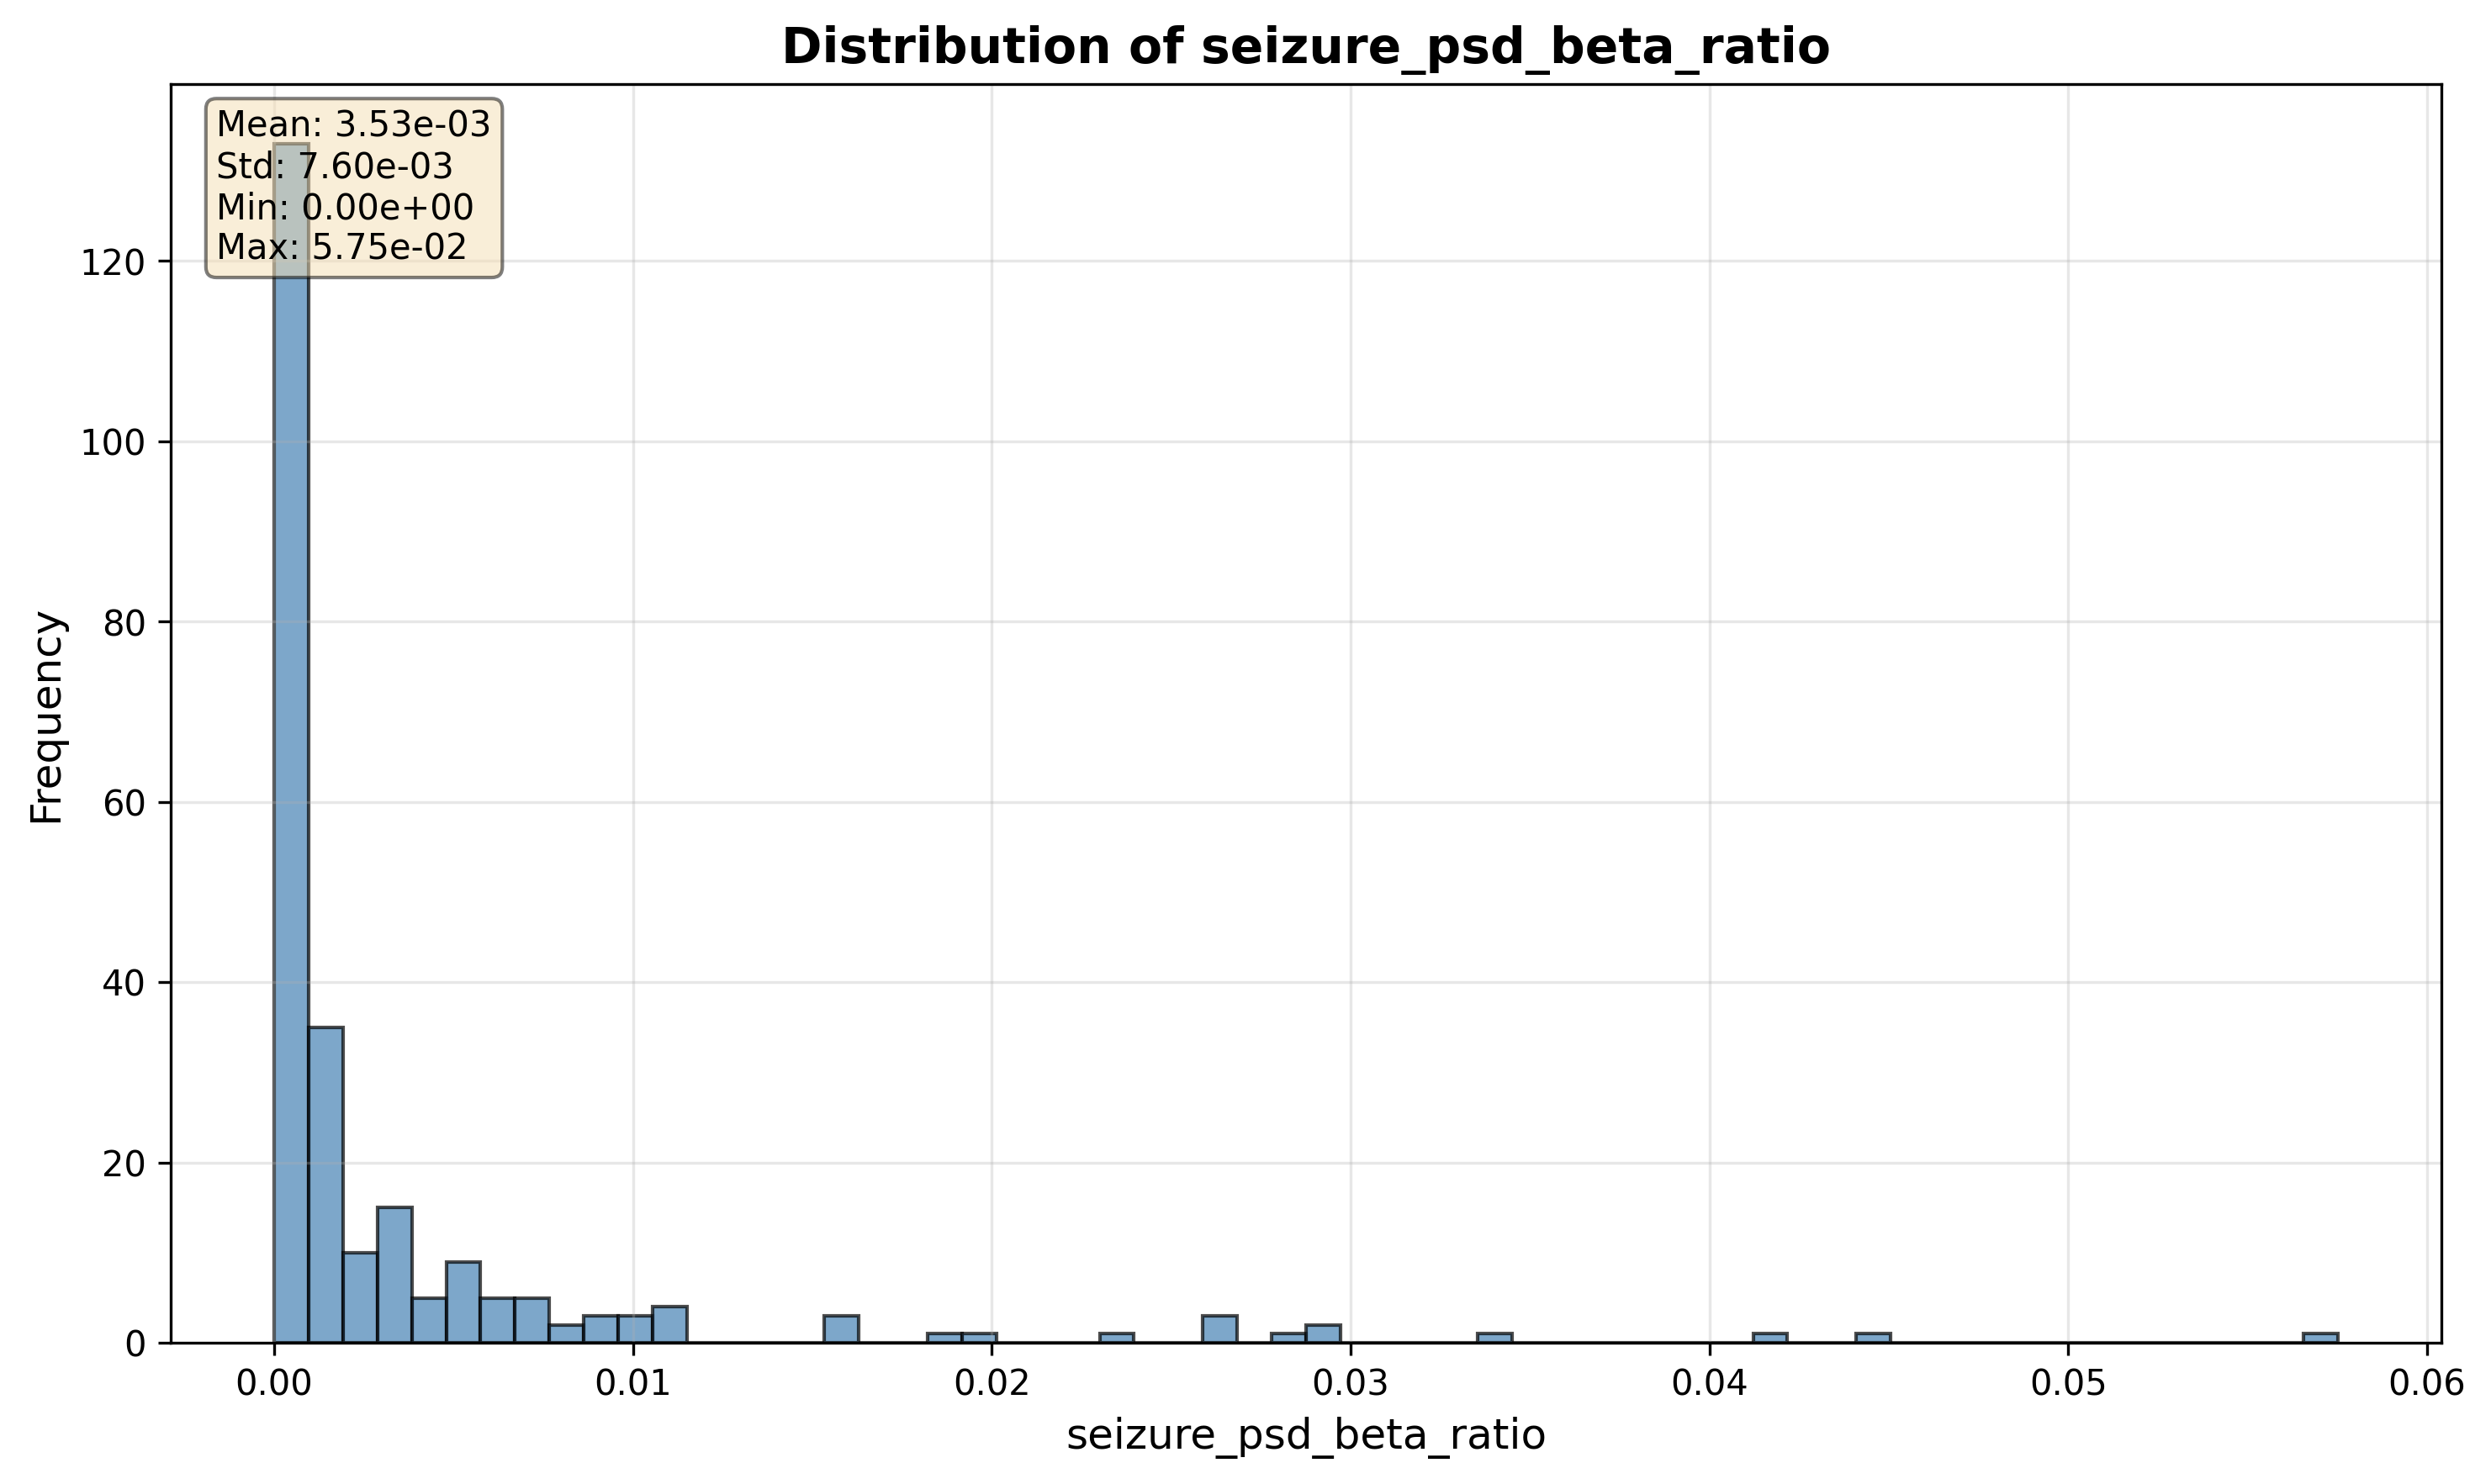 Distribution of seizure_psd_beta_ratio
Mean: 3.53e-03
Std: 7.60e-03
Min: 0.00e+00
Max: 5.75e-02
120
100
80
60
40
20
0
Frequency
0.00 0.01 0.02 0.03 0.04 0.05 0.06
seizure_psd_beta_ratio